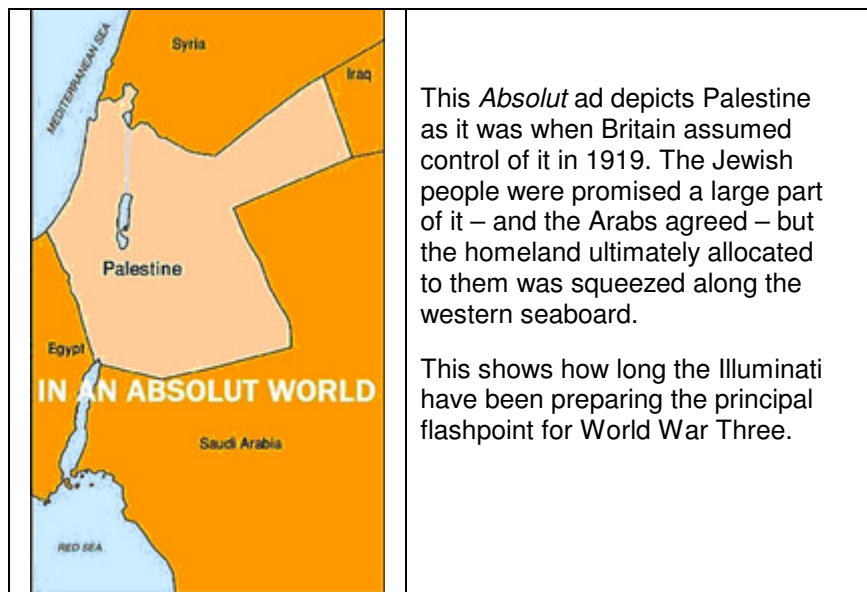 Syria
MEDITERRANEAN SEA
Iraq
Palestine
Egypt
IN AN ABSOLUT WORLD
Saudi Arabia
RED SEA
This Absolut ad depicts Palestine
as it was when Britain assumed
control of it in 1919. The Jewish
people were promised a large part
of it – and the Arabs agreed – but
the homeland ultimately allocated
to them was squeezed along the
western seaboard.
This shows how long the Illuminati
have been preparing the principal
flashpoint for World War Three.